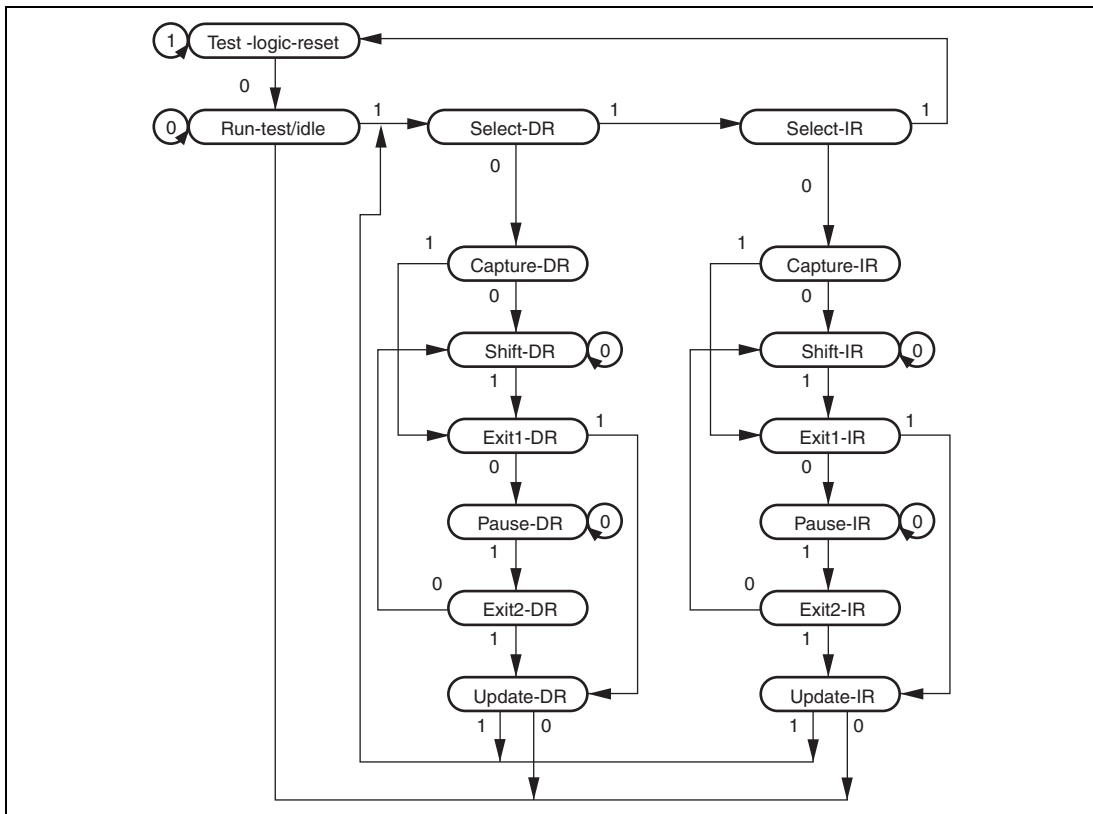 1 Test -logic-reset
0
0 Run-test/idle 1 Select-DR 1 Select-IR 1
0 0
1 1
Capture-DR Capture-IR
0 0
Shift-DR 0 Shift-IR 0
1 1
Exit1-DR 1 Exit1-IR 1
0 0
Pause-DR 0 Pause-IR 0
1 1
0 0
Exit2-DR Exit2-IR
1 1
Update-DR Update-IR
1 0 1 0